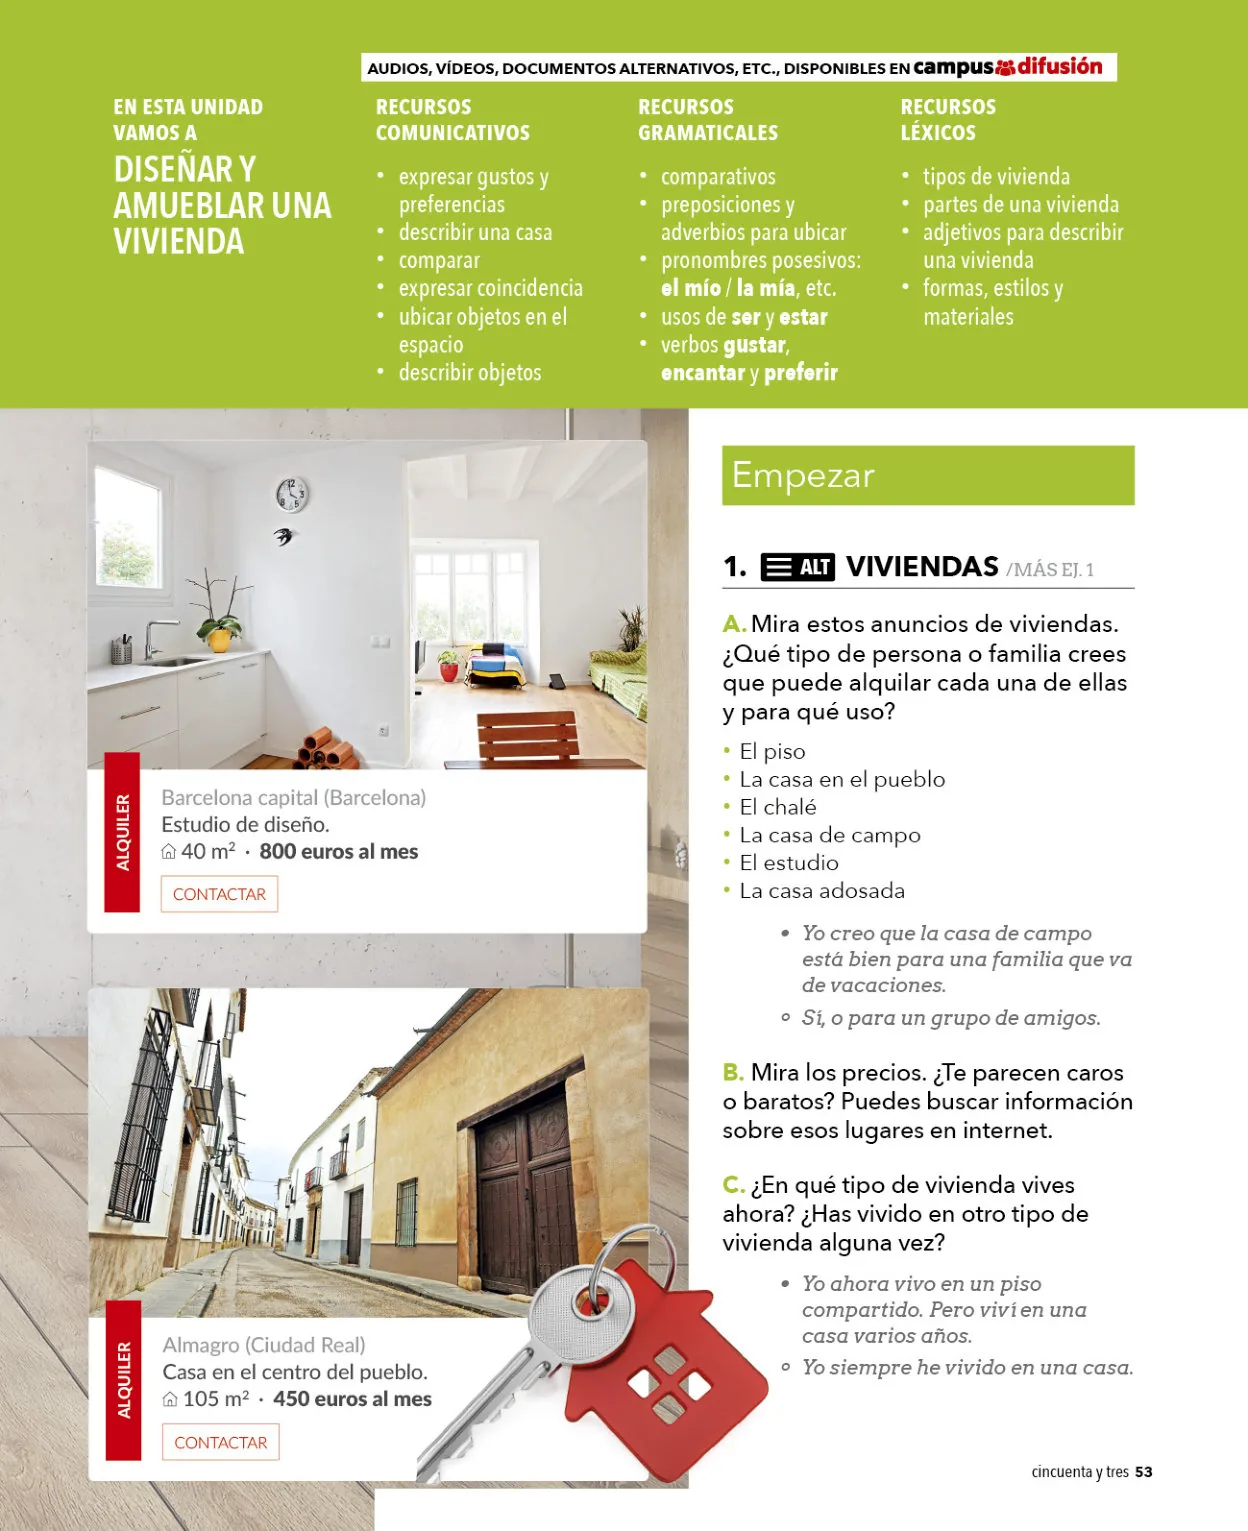 AUDIOS, VÍDEOS, DOCUMENTOS ALTERNATIVOS, ETC., DISPONIBLES EN campus difusión
EN ESTA UNIDAD
VAMOS A
DISEÑAR Y
AMUEBLAR UNA
VIVIENDA
RECURSOS
COMUNICATIVOS
• expresar gustos y
preferencias
• describir una casa
• comparar
• expresar coincidencia
• ubicar objetos en el
espacio
• describir objetos
RECURSOS
GRAMATICALES
• comparativos
• preposiciones y
adverbios para ubicar
• pronombres posesivos:
el mío / la mía, etc.
• usos de ser y estar
• verbos gustar,
encantar y preferir
RECURSOS
LÉXICOS
• tipos de vivienda
• partes de una vivienda
• adjetivos para describir
una vivienda
• formas, estilos y
materiales
ALQUILER
Barcelona capital (Barcelona)
Estudio de diseño.
40 m² · 800 euros al mes
CONTACTAR
ALQUILER
Almagro (Ciudad Real)
Casa en el centro del pueblo.
105 m² · 450 euros al mes
CONTACTAR
Empezar
1. ALT VIVIENDAS /MÁS EJ. 1
A. Mira estos anuncios de viviendas.
¿Qué tipo de persona o familia crees
que puede alquilar cada una de ellas
y para qué uso?
• El piso
• La casa en el pueblo
• El chalé
• La casa de campo
• El estudio
• La casa adosada
• Yo creo que la casa de campo
está bien para una familia que va
de vacaciones.
○ Sí, o para un grupo de amigos.
B. Mira los precios. ¿Te parecen caros
o baratos? Puedes buscar información
sobre esos lugares en internet.
C. ¿En qué tipo de vivienda vives
ahora? ¿Has vivido en otro tipo de
vivienda alguna vez?
• Yo ahora vivo en un piso
compartido. Pero viví en una
casa varios años.
○ Yo siempre he vivido en una casa.
cincuenta y tres 53